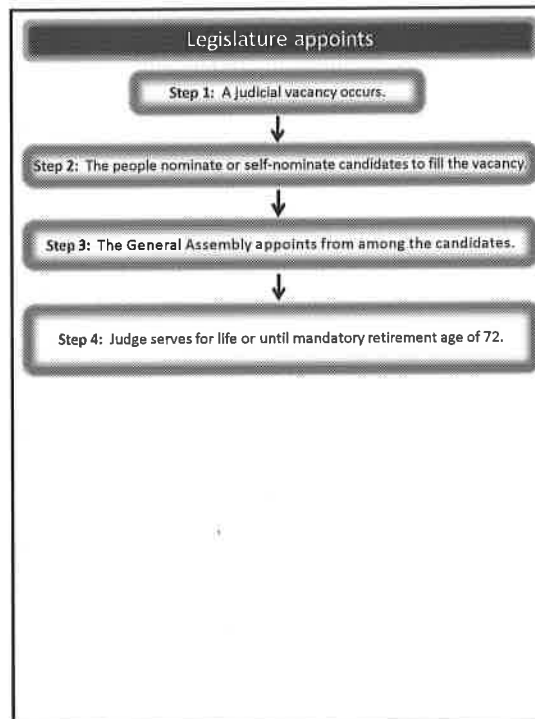 Legislature appoints
Step 1: A judicial vacancy occurs.
Step 2: The people nominate or self-nominate candidates to fill the vacancy.
Step 3: The General Assembly appoints from among the candidates.
Step 4: Judge serves for life or until mandatory retirement age of 72.